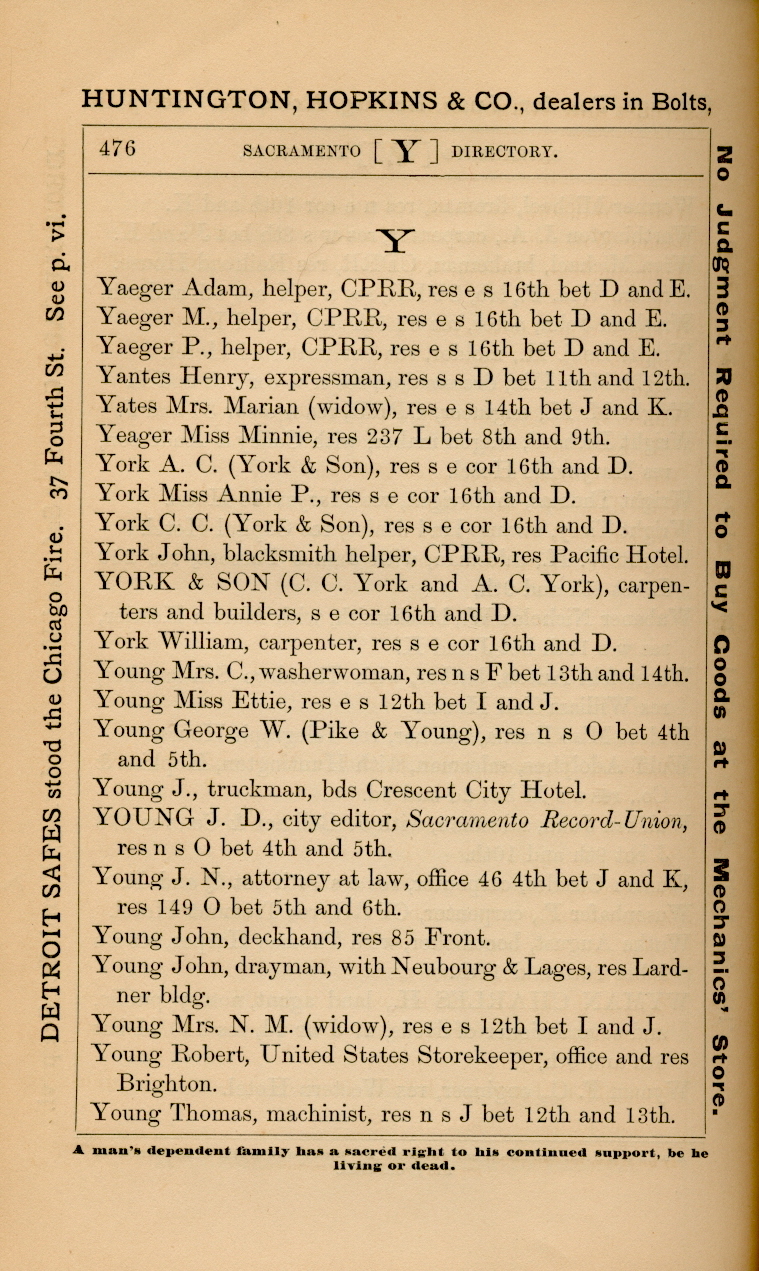 HUNTINGTON, HOPKINS & CO., dealers in Bolts,
476 SACRAMENTO [ Y ] DIRECTORY.
Y
Yaeger Adam, helper, CPRR, res e s 16th bet D and E.
Yaeger M., helper, CPRR, res e s 16th bet D and E.
Yaeger P., helper, CPRR, res e s 16th bet D and E.
Yantes Henry, expressman, res s s D bet 11th and 12th.
Yates Mrs. Marian (widow), res e s 14th bet J and K.
Yeager Miss Minnie, res 237 L bet 8th and 9th.
York A. C. (York & Son), res s e cor 16th and D.
York Miss Annie P., res s e cor 16th and D.
York C. C. (York & Son), res s e cor 16th and D.
York John, blacksmith helper, CPRR, res Pacific Hotel.
YORK & SON (C. C. York and A. C. York), carpen-
ters and builders, s e cor 16th and D.
York William, carpenter, res s e cor 16th and D.
Young Mrs. C., washerwoman, res n s F bet 13th and 14th.
Young Miss Ettie, res e s 12th bet I and J.
Young George W. (Pike & Young), res n s O bet 4th
and 5th.
Young J., truckman, bds Crescent City Hotel.
YOUNG J. D., city editor, Sacramento Record-Union,
res n s O bet 4th and 5th.
Young J. N., attorney at law, office 46 4th bet J and K,
res 149 O bet 5th and 6th.
Young John, deckhand, res 85 Front.
Young John, drayman, with Neubourg & Lages, res Lard-
ner bldg.
Young Mrs. N. M. (widow), res e s 12th bet I and J.
Young Robert, United States Storekeeper, office and res
Brighton.
Young Thomas, machinist, res n s J bet 12th and 13th.
A man's dependent family has a sacred right to his continued support, be he
living or dead.
DETROIT SAFES stood the Chicago Fire. 37 Fourth St. See p. vi.
No Judgment Required to Buy Goods at the Mechanics' Store.